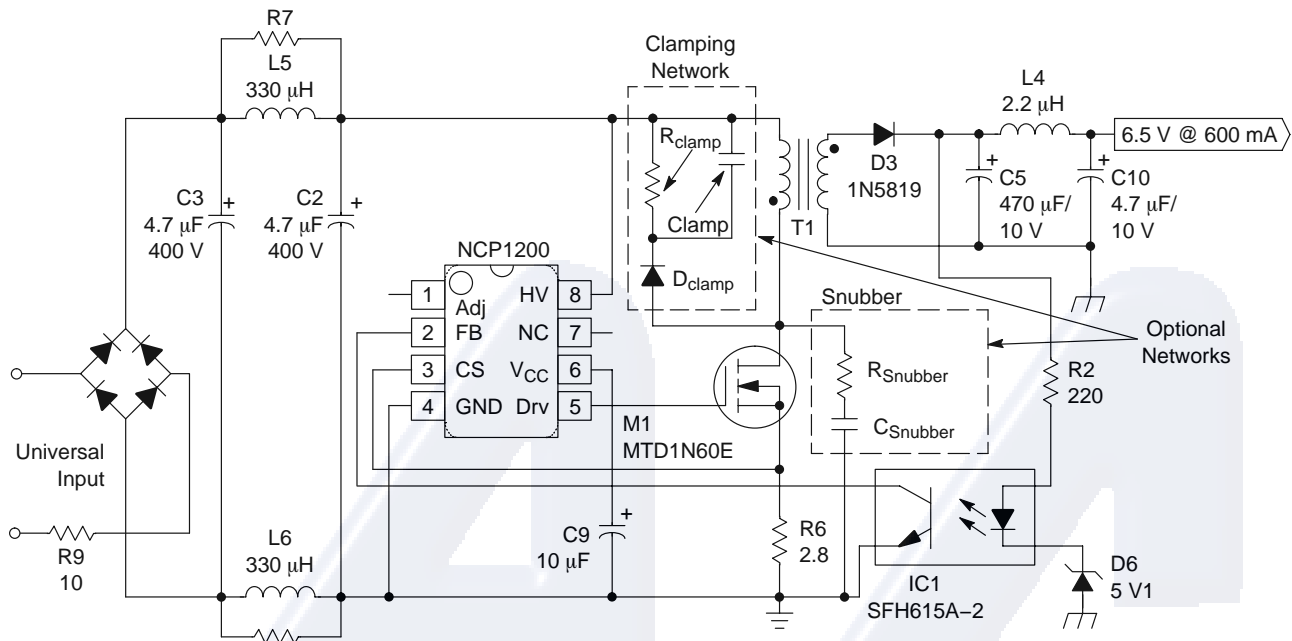 R7
L5
330 μH
Clamping
Network
L4
2.2 μH
6.5 V @ 600 mA
Rclamp
D3
1N5819
C3
4.7 μF
400 V
C2
4.7 μF
400 V
Clamp
T1
C5
470 μF/
10 V
C10
4.7 μF/
10 V
NCP1200
Dclamp
Snubber
1
Adj
HV
8
2
FB
NC
7
3
CS
VCC
6
4
GND
Drv
5
Optional
Networks
RSnubber
R2
220
CSnubber
M1
MTD1N60E
Universal
Input
R9
10
L6
330 μH
C9
10 μF
+
+
+
+
+
R6
2.8
IC1
SFH615A−2
D6
5 V1